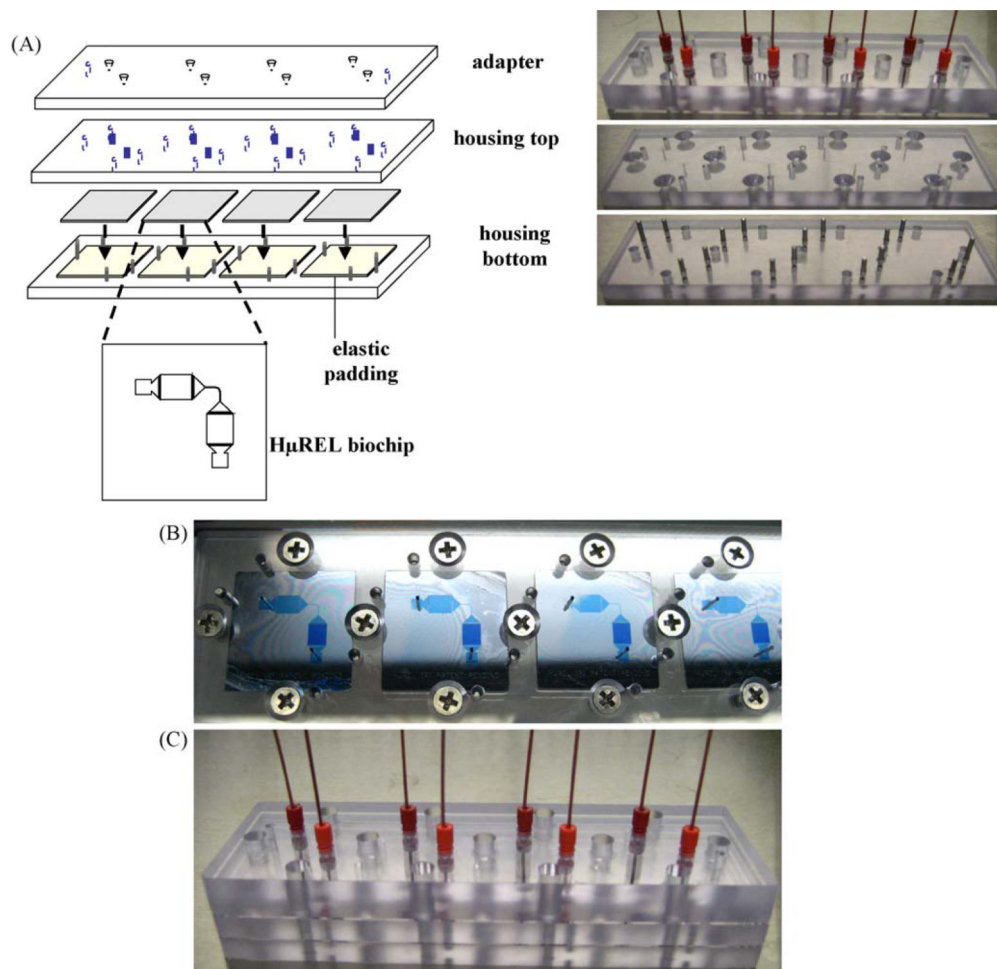 (A)
adapter
housing top
housing
bottom
elastic
padding
HμREL biochip
(B)
(C)